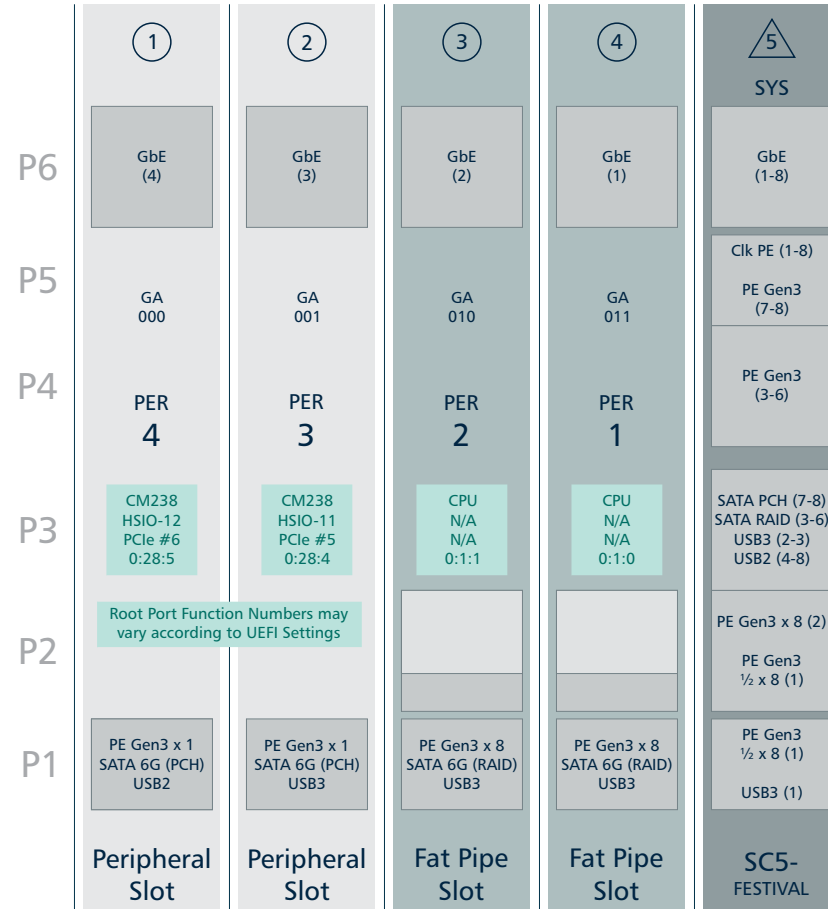 1
2
3
4
5
SYS
P6
GbE
(4)
GbE
(3)
GbE
(2)
GbE
(1)
GbE
(1-8)
P5
GA
000
GA
001
GA
010
GA
011
Clk PE (1-8)
PE Gen3
(7-8)
P4
PER
4
PER
3
PER
2
PER
1
PE Gen3
(3-6)
P3
CM238
HSIO-12
PCIe #6
0:28:5
CM238
HSIO-11
PCIe #5
0:28:4
CPU
N/A
N/A
0:1:1
CPU
N/A
N/A
0:1:0
SATA PCH (7-8)
SATA RAID (3-6)
USB3 (2-3)
USB2 (4-8)
P2
Root Port Function Numbers may
vary according to UEFI Settings
PE Gen3 x 8 (2)
PE Gen3
½ x 8 (1)
P1
PE Gen3 x 1
SATA 6G (PCH)
USB2
PE Gen3 x 1
SATA 6G (PCH)
USB3
PE Gen3 x 8
SATA 6G (RAID)
USB3
PE Gen3 x 8
SATA 6G (RAID)
USB3
PE Gen3
½ x 8 (1)
USB3 (1)
Peripheral
Slot
Peripheral
Slot
Fat Pipe
Slot
Fat Pipe
Slot
SC5-
FESTIVAL